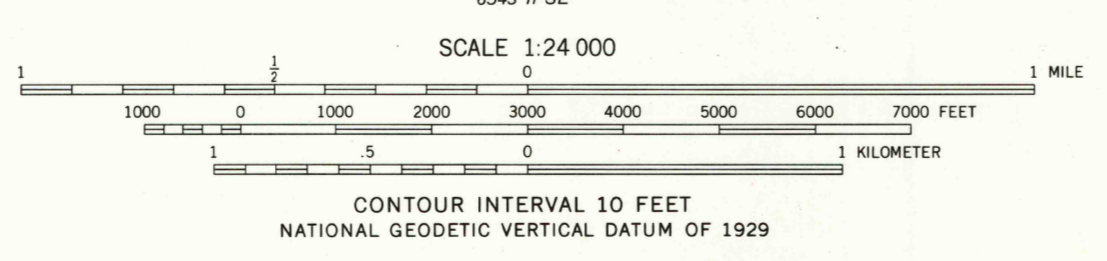 SCALE 1:24 000
1 1/2 0 1 MILE
1000 0 1000 2000 3000 4000 5000 6000 7000 FEET
1 .5 0 1 KILOMETER
CONTOUR INTERVAL 10 FEET
NATIONAL GEODETIC VERTICAL DATUM OF 1929